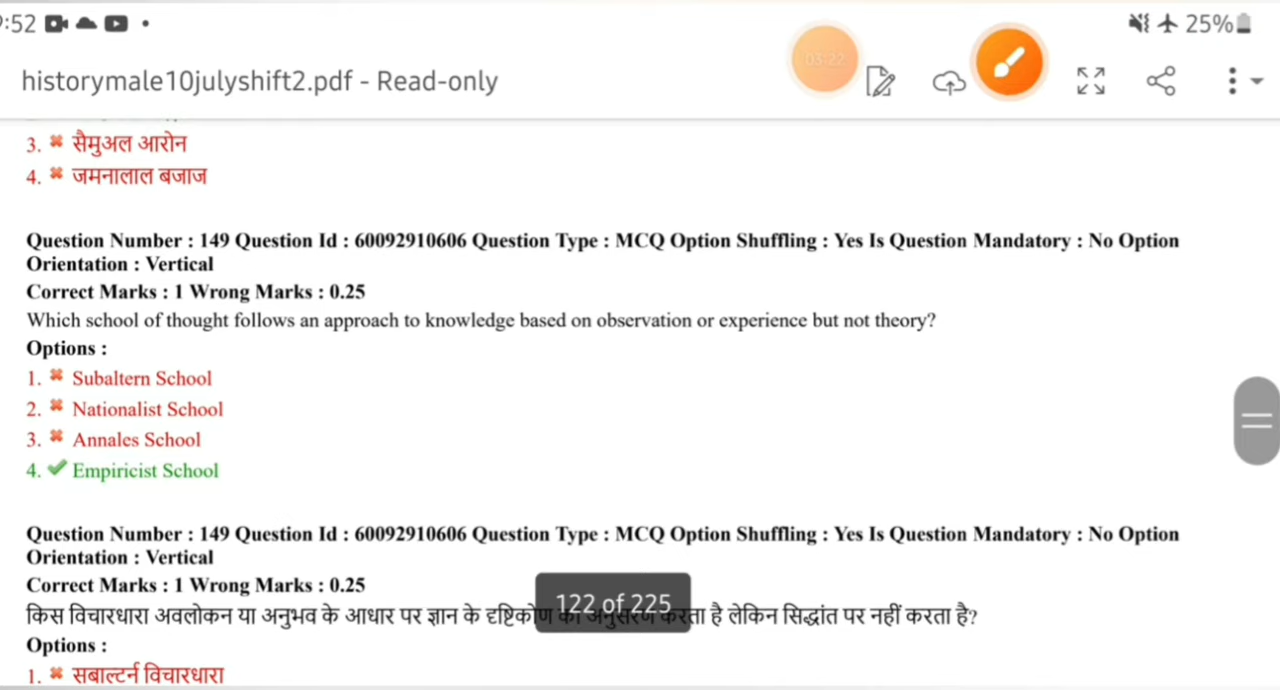 :52 • 25%
03:22
historymale10julyshift2.pdf - Read-only
3. सैमुअल आरोन
4. जमनालाल बजाज
Question Number : 149 Question Id : 60092910606 Question Type : MCQ Option Shuffling : Yes Is Question Mandatory : No Option
Orientation : Vertical
Correct Marks : 1 Wrong Marks : 0.25
Which school of thought follows an approach to knowledge based on observation or experience but not theory?
Options :
1. Subaltern School
2. Nationalist School
3. Annales School
4. Empiricist School
Question Number : 149 Question Id : 60092910606 Question Type : MCQ Option Shuffling : Yes Is Question Mandatory : No Option
Orientation : Vertical
Correct Marks : 1 Wrong Marks : 0.25
किस विचारधारा अवलोकन या अनुभव के आधार पर ज्ञान के दृष्टिकोण का अनुसरण करता है लेकिन सिद्धांत पर नहीं करता है?
122 of 225
Options :
1. सबाल्टर्न विचारधारा